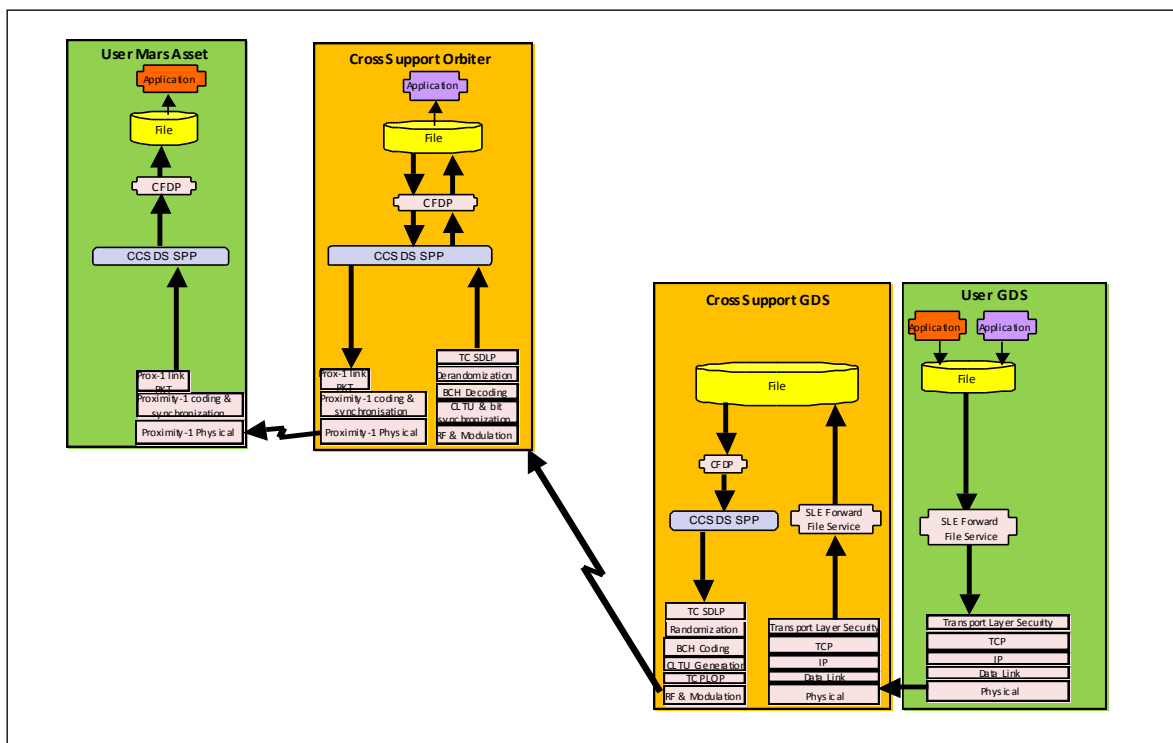 User Mars Asset
Application
File
CFDP
CCSDS SPP
Prox-1 link
PKT
Proximity-1 coding &
synchronization
Proximity-1 Physical
Cross Support Orbiter
Application
File
CFDP
CCSDS SPP
Prox-1 link
PKT
Proximity-1 coding &
synchronisation
Proximity-1 Physical
TC SDLP
Derandomization
BCH Decoding
CLTU & bit
synchronization
RF & Modulation
Cross Support GDS
File
CFDP
CCSDS SPP
SLE Forward
File Service
TC SDLP
Randomization
BCH Coding
CLTU Generation
TC PLOP
RF & Modulation
Transport Layer Security
TCP
IP
Data Link
Physical
User GDS
Application
Application
File
SLE Forward
File Service
Transport Layer Security
TCP
IP
Data Link
Physical